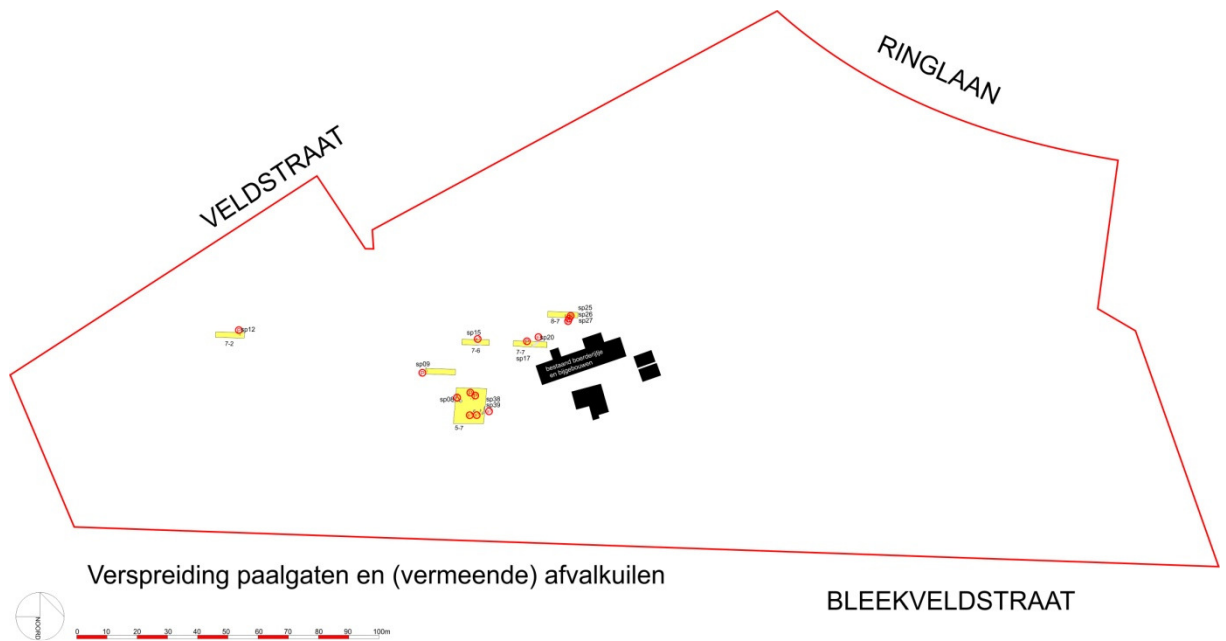 RINGLAAN
VELDSTRAAT
sp25
sp26
sp27
8-7
sp12
7-2
sp15
7-6
sp20
7-7
sp17
bestaand boerderijtje
en bijgebouwen
sp09
sp08
sp38
sp39
5-7
Verspreiding paalgaten en (vermeende) afvalkuilen
BLEEKVELDSTRAAT
NOORD
0 10 20 30 40 50 60 70 80 90 100m